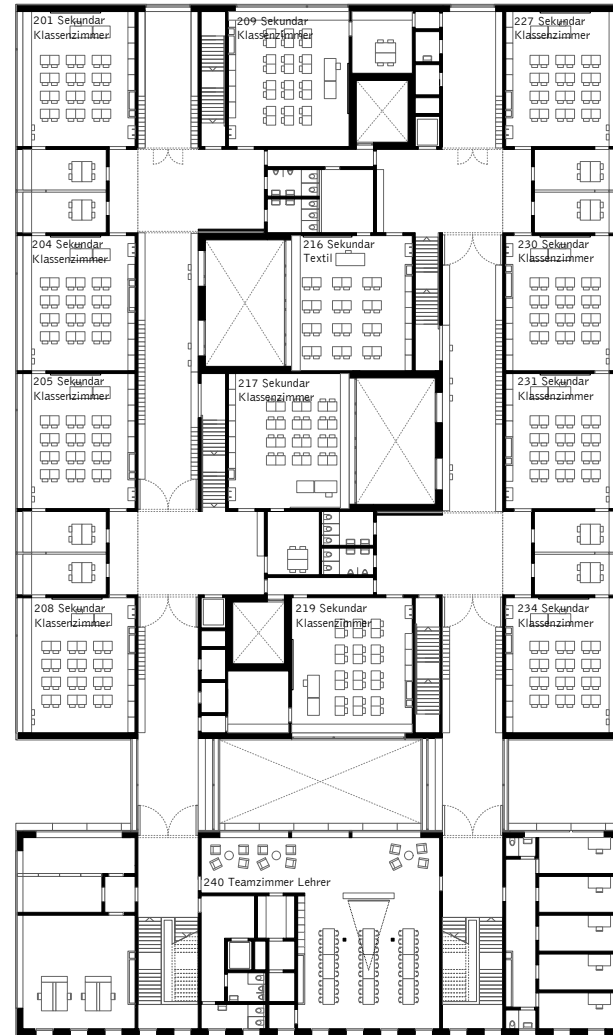 201 Sekundar
Klassenzimmer
209 Sekundar
Klassenzimmer
227 Sekundar
Klassenzimmer
204 Sekundar
Klassenzimmer
216 Sekundar
Textil
230 Sekundar
Klassenzimmer
205 Sekundar
Klassenzimmer
217 Sekundar
Klassenzimmer
231 Sekundar
Klassenzimmer
208 Sekundar
Klassenzimmer
219 Sekundar
Klassenzimmer
234 Sekundar
Klassenzimmer
240 Teamzimmer Lehrer